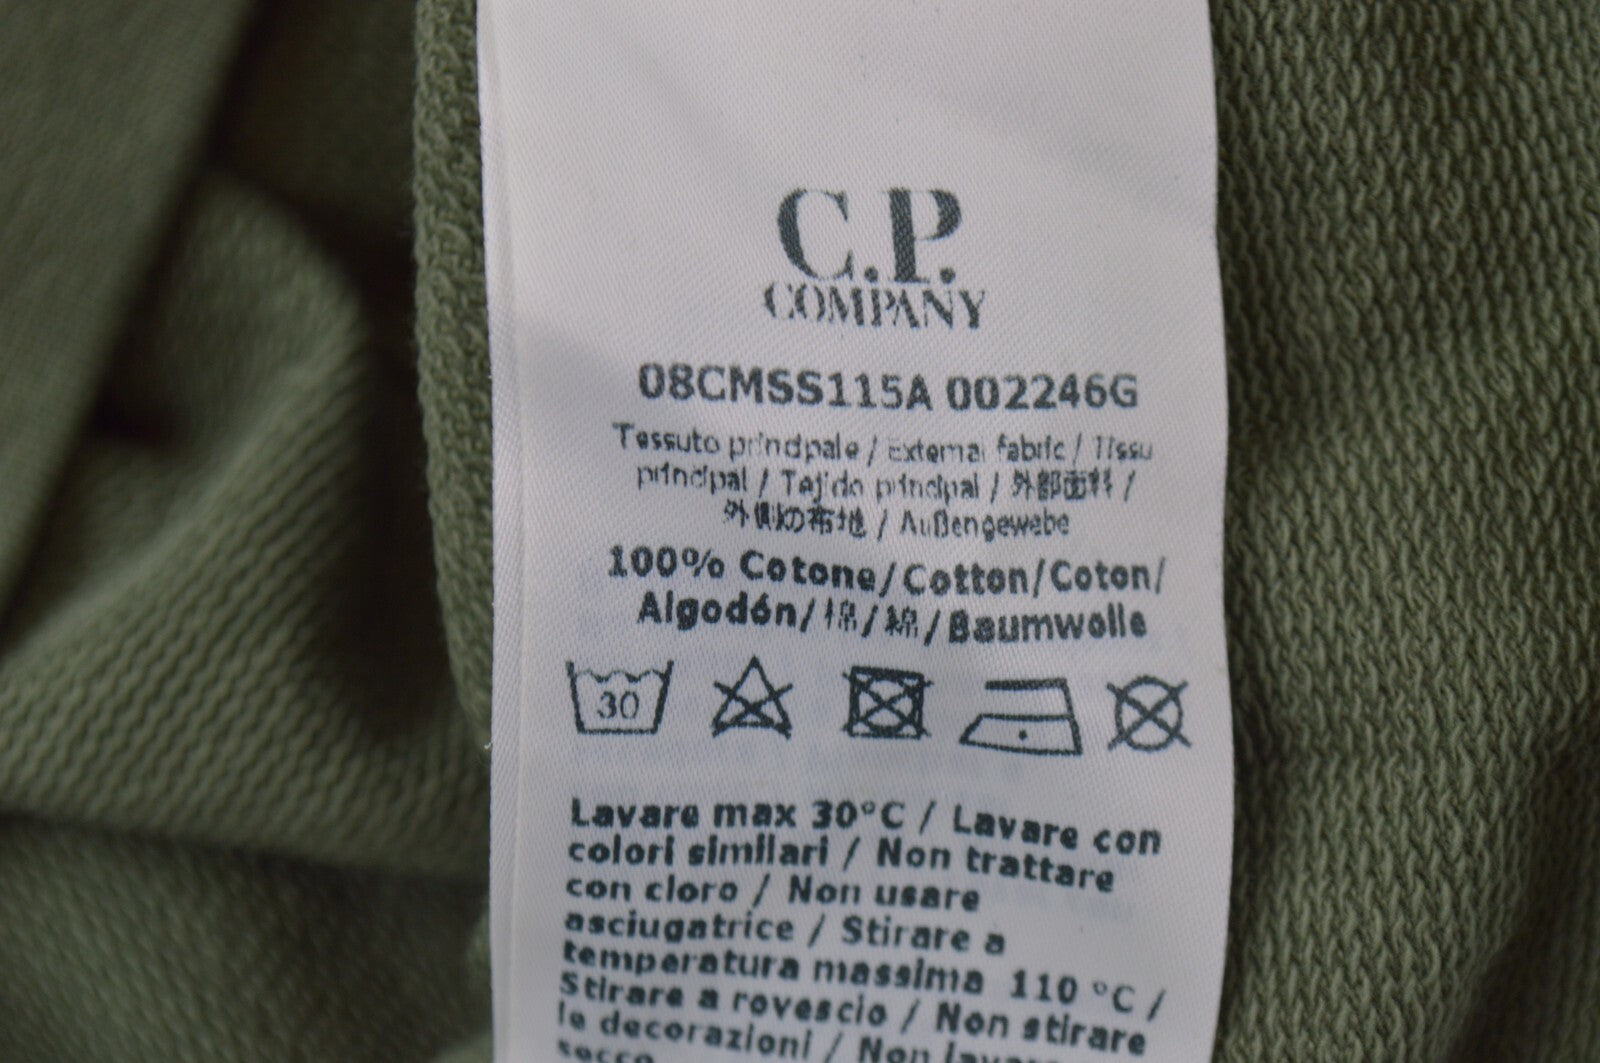 C.P.
COMPANY
08CMSS115A 002246G
Tessuto principale / External fabric / Tissu
principal / Tejido principal / 外部面料 /
外側の布地 / Außengewebe
100% Cotone/Cotton/Coton/
Algodón/棉/綿/Baumwolle
30
Lavare max 30°C / Lavare con
colori similari / Non trattare
con cloro / Non usare
asciugatrice / Stirare a
temperatura massima 110 °C /
Stirare a rovescio / Non stirare
le decorazioni / Non lavare
secco